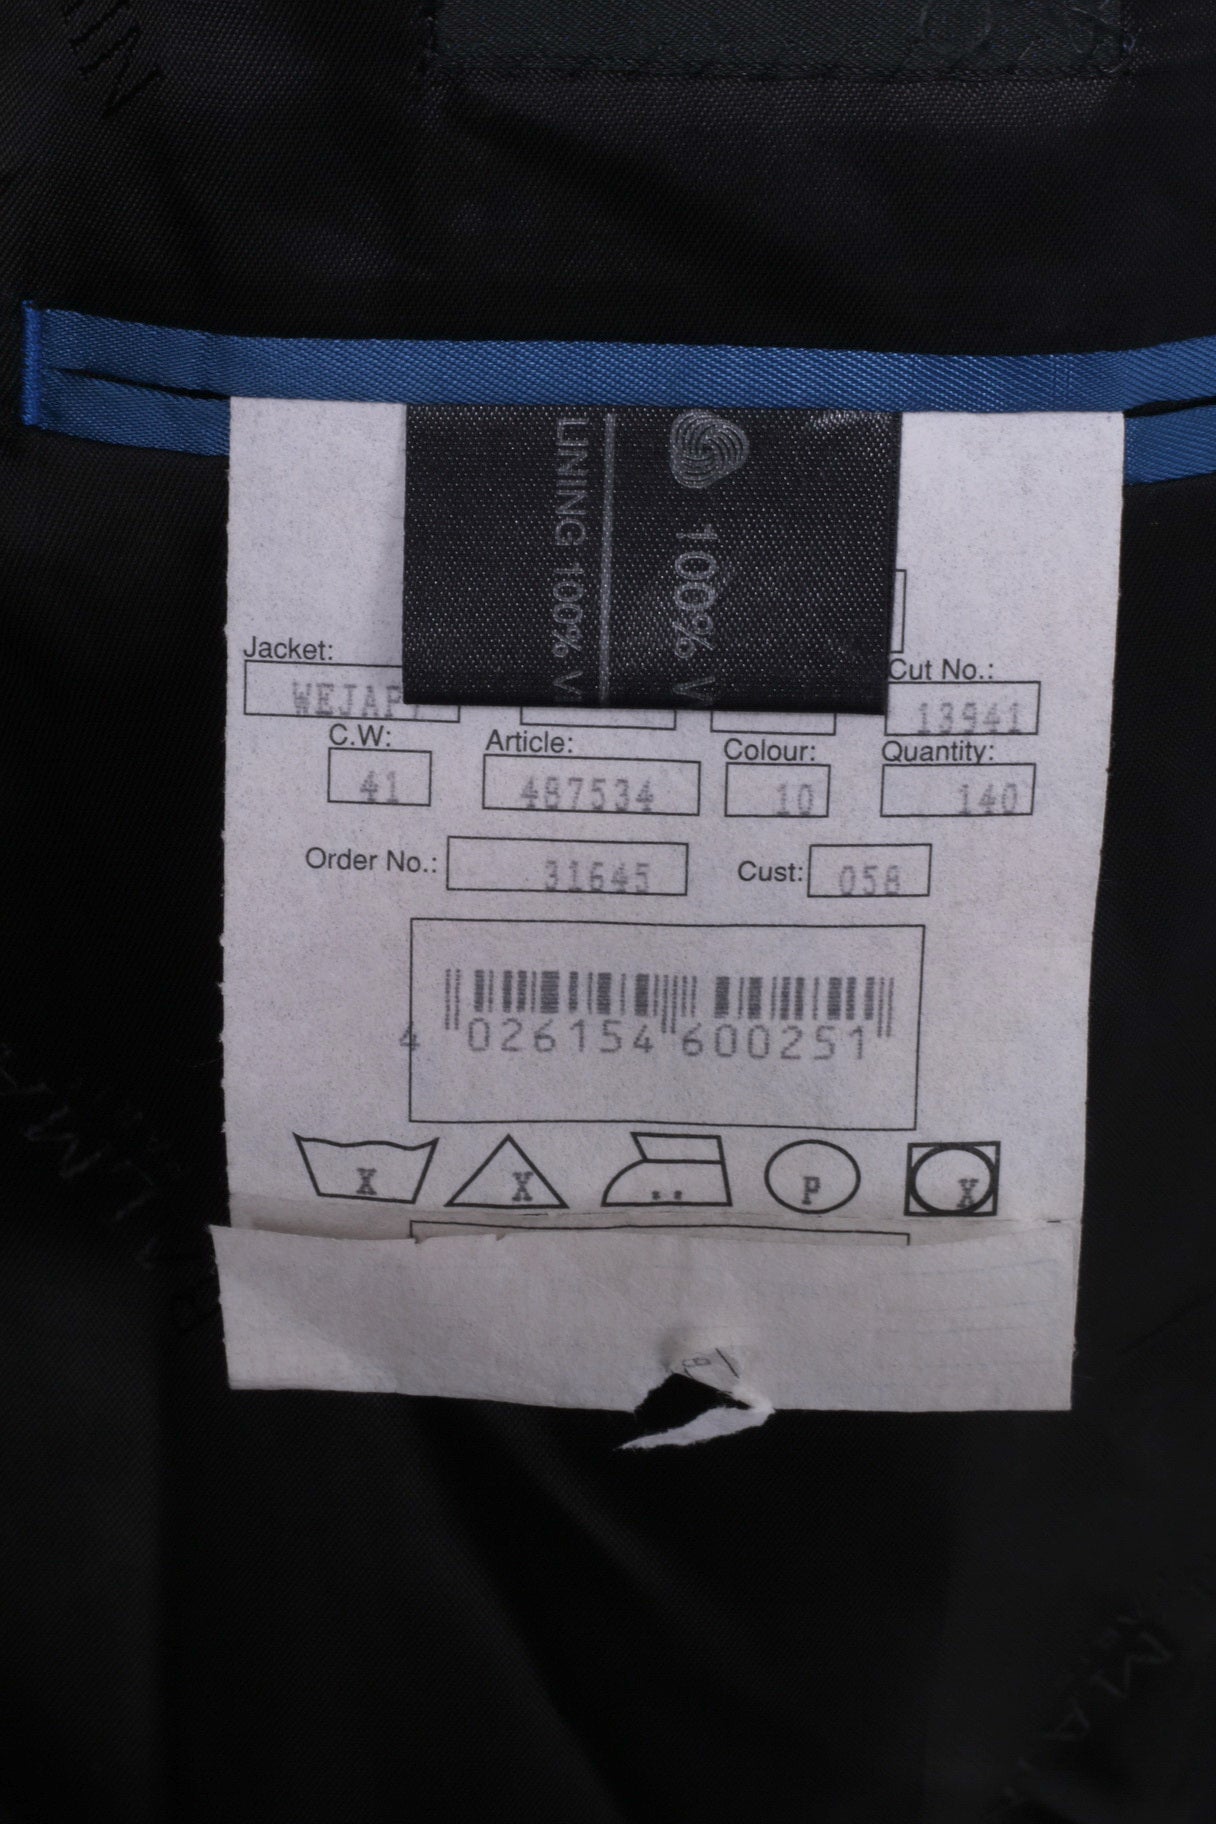 LINING 100% V
100% V
Jacket:
WEJAP
Cut No.:
13941
C.W:
Article:
Colour:
Quantity:
41
487534
10
140
Order No.:
31645
Cust:
058
4 026154 600251
X
X
P
X